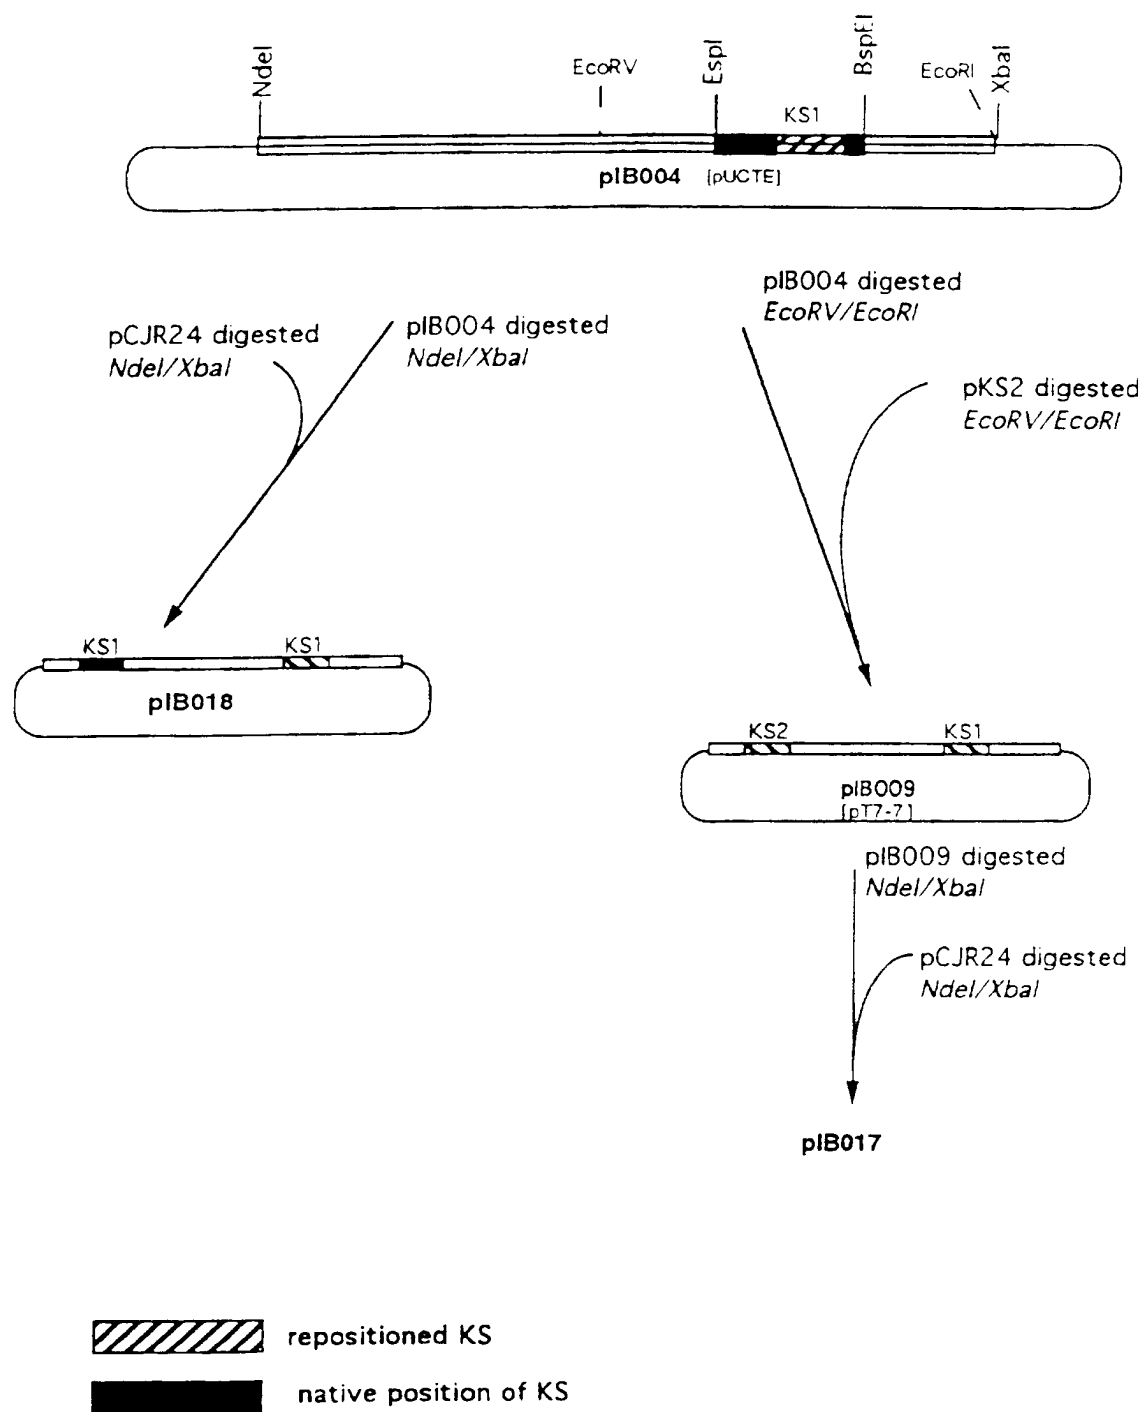 NdeI
EcoRV
EspI
BspEI
EcoRI
XbaI
KS1
pIB004 [pUCTE]
pIB004 digested
EcoRV/EcoRI
pCJR24 digested
NdeI/XbaI
pIB004 digested
NdeI/XbaI
pKS2 digested
EcoRV/EcoRI
KS1
KS1
pIB018
KS2
KS1
pIB009
[pT7-7]
pIB009 digested
NdeI/XbaI
pCJR24 digested
NdeI/XbaI
pIB017
repositioned KS
native position of KS